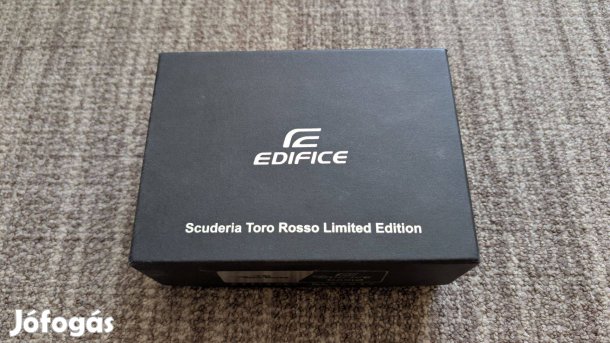 EDIFICE
Scuderia Toro Rosso Limited Edition
Jófogás